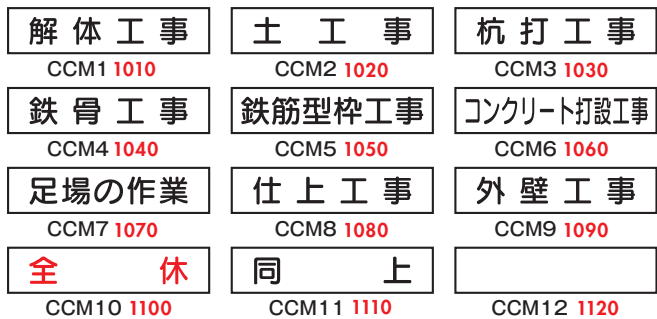 解体工事 土工事 杭打工事
CCM1 1010 CCM2 1020 CCM3 1030
鉄骨工事 鉄筋型枠工事 コンクリート打設工事
CCM4 1040 CCM5 1050 CCM6 1060
足場の作業 仕上工事 外壁工事
CCM7 1070 CCM8 1080 CCM9 1090
全休 同上
CCM10 1100 CCM11 1110 CCM12 1120